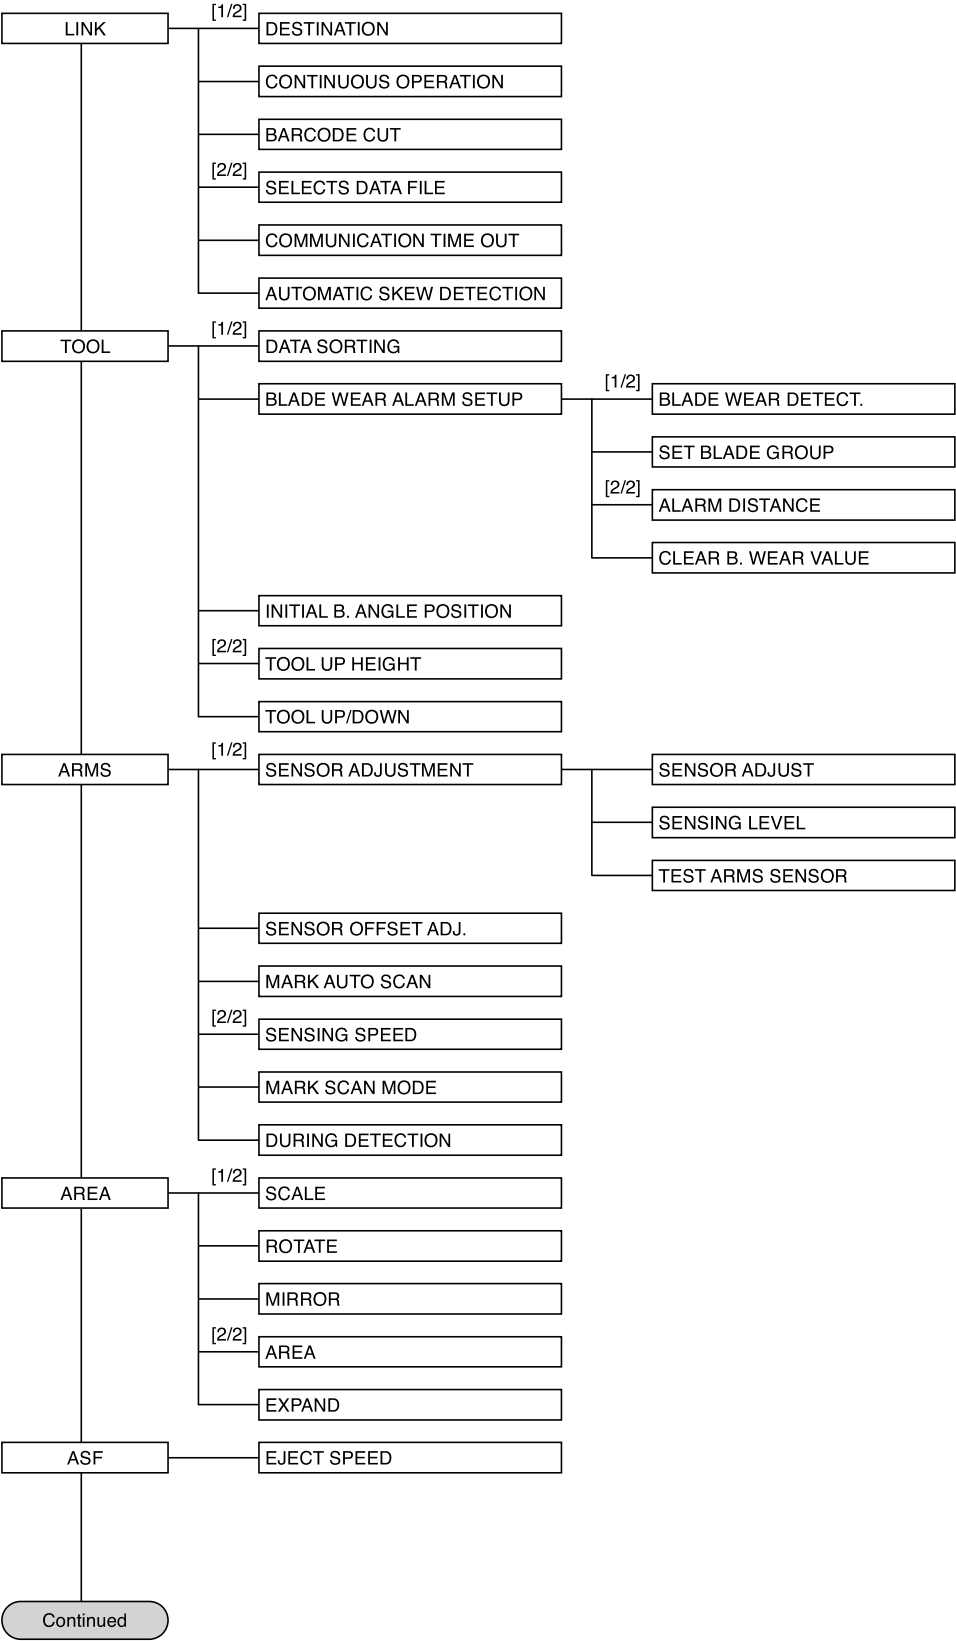 [1/2]
LINK
DESTINATION
CONTINUOUS OPERATION
BARCODE CUT
[2/2]
SELECTS DATA FILE
COMMUNICATION TIME OUT
AUTOMATIC SKEW DETECTION
[1/2]
TOOL
DATA SORTING
BLADE WEAR ALARM SETUP
[1/2]
BLADE WEAR DETECT.
SET BLADE GROUP
[2/2]
ALARM DISTANCE
CLEAR B. WEAR VALUE
INITIAL B. ANGLE POSITION
[2/2]
TOOL UP HEIGHT
TOOL UP/DOWN
[1/2]
ARMS
SENSOR ADJUSTMENT
SENSOR ADJUST
SENSING LEVEL
TEST ARMS SENSOR
SENSOR OFFSET ADJ.
MARK AUTO SCAN
[2/2]
SENSING SPEED
MARK SCAN MODE
DURING DETECTION
[1/2]
AREA
SCALE
ROTATE
MIRROR
[2/2]
AREA
EXPAND
ASF
EJECT SPEED
Continued